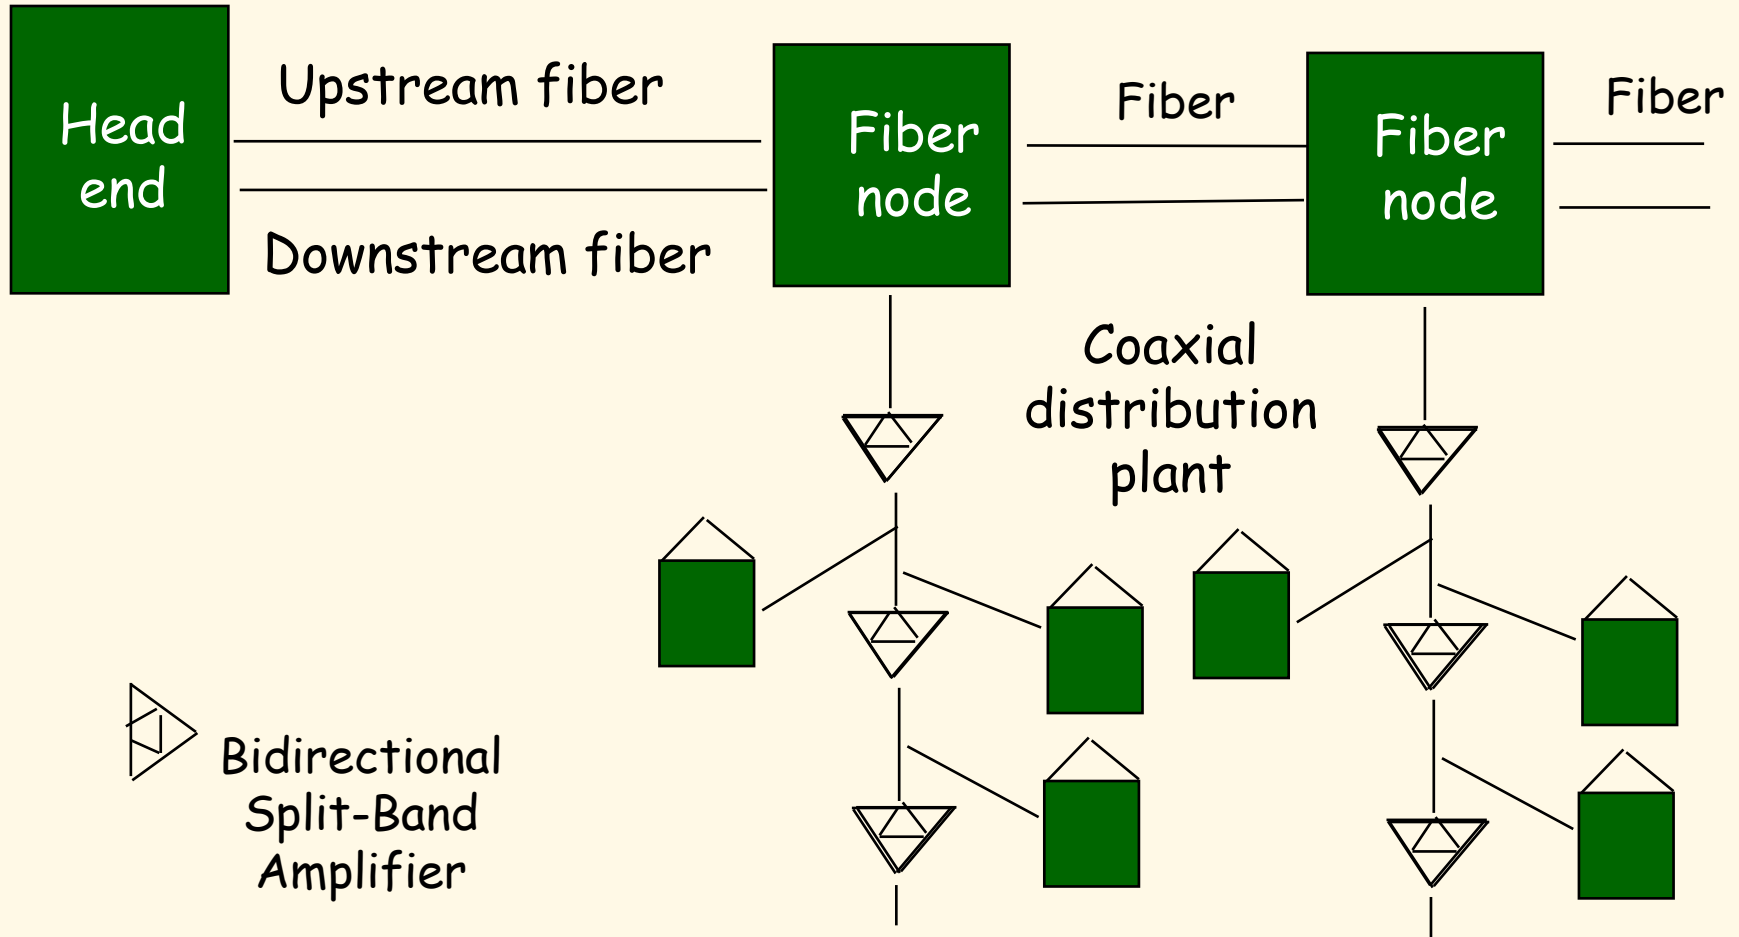 Head
end
Upstream fiber
Downstream fiber
Fiber
node
Fiber
Fiber
node
Fiber
Coaxial
distribution
plant
Bidirectional
Split-Band
Amplifier